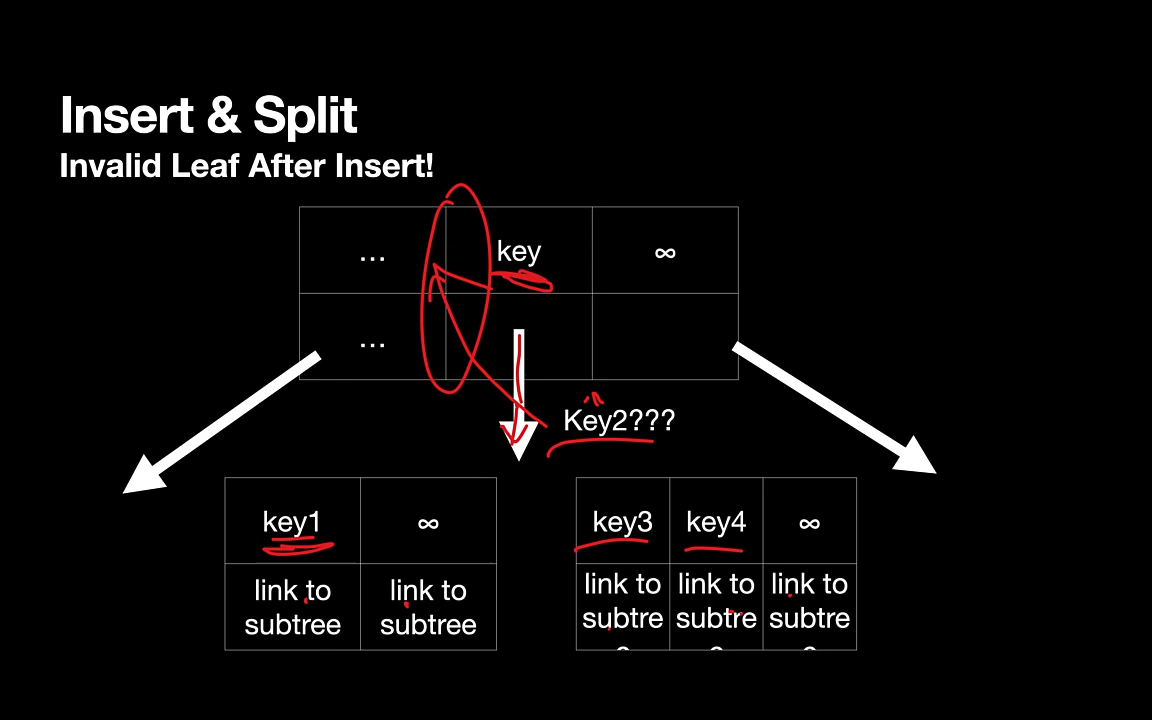 Insert & Split
Invalid Leaf After Insert!
... key ∞
...
Key2???
key1 ∞
link to link to
subtree subtree
key3 key4 ∞
link to link to link to
subtre subtre subtre